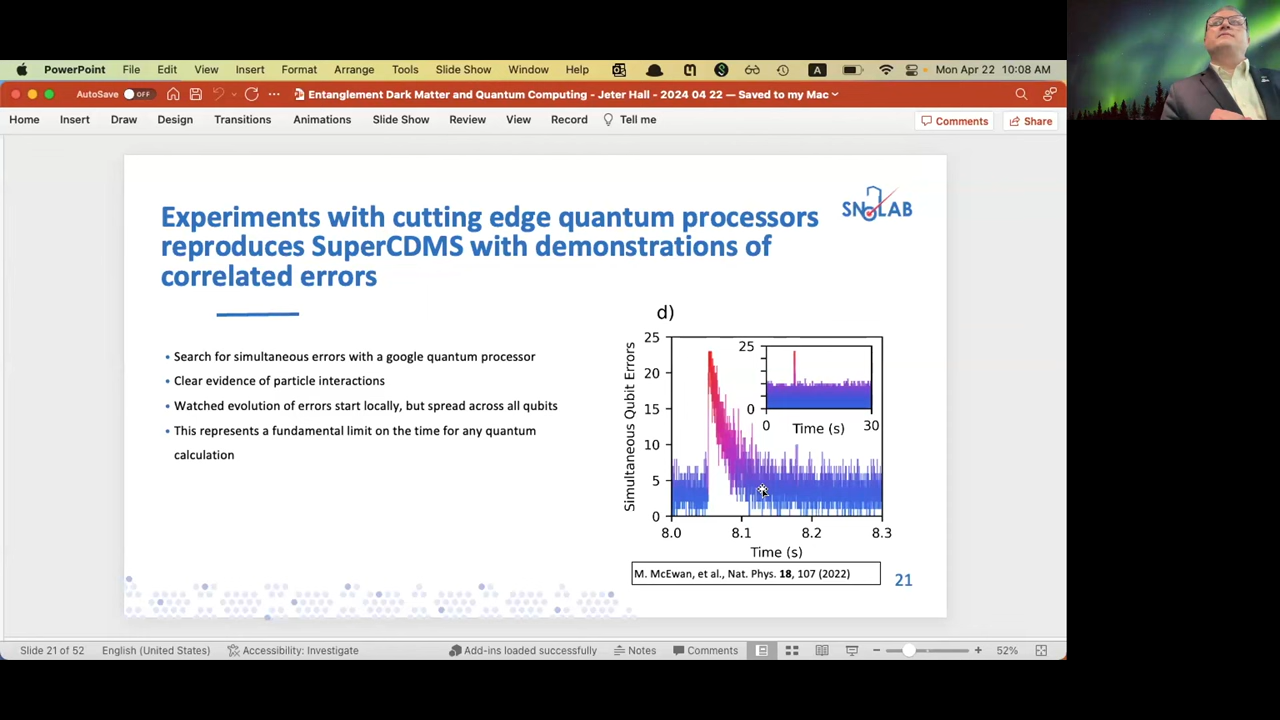 PowerPoint File Edit View Insert Format Arrange Tools Slide Show Window Help A Mon Apr 22 10:08 AM
AutoSave OFF Entanglement Dark Matter and Quantum Computing - Jeter Hall - 2024 04 22 — Saved to my Mac
Home Insert Draw Design Transitions Animations Slide Show Review View Record Tell me Comments Share
Experiments with cutting edge quantum processors
reproduces SuperCDMS with demonstrations of
correlated errors
SNOLAB
• Search for simultaneous errors with a google quantum processor
• Clear evidence of particle interactions
• Watched evolution of errors start locally, but spread across all qubits
• This represents a fundamental limit on the time for any quantum
calculation
d)
Simultaneous Qubit Errors
25
20
15
10
5
0
8.0 8.1 8.2 8.3
Time (s)
25
0
0 30
Time (s)
M. McEwan, et al., Nat. Phys. 18, 107 (2022)
21
Slide 21 of 52 English (United States) Accessibility: Investigate Add-ins loaded successfully Notes Comments 52%